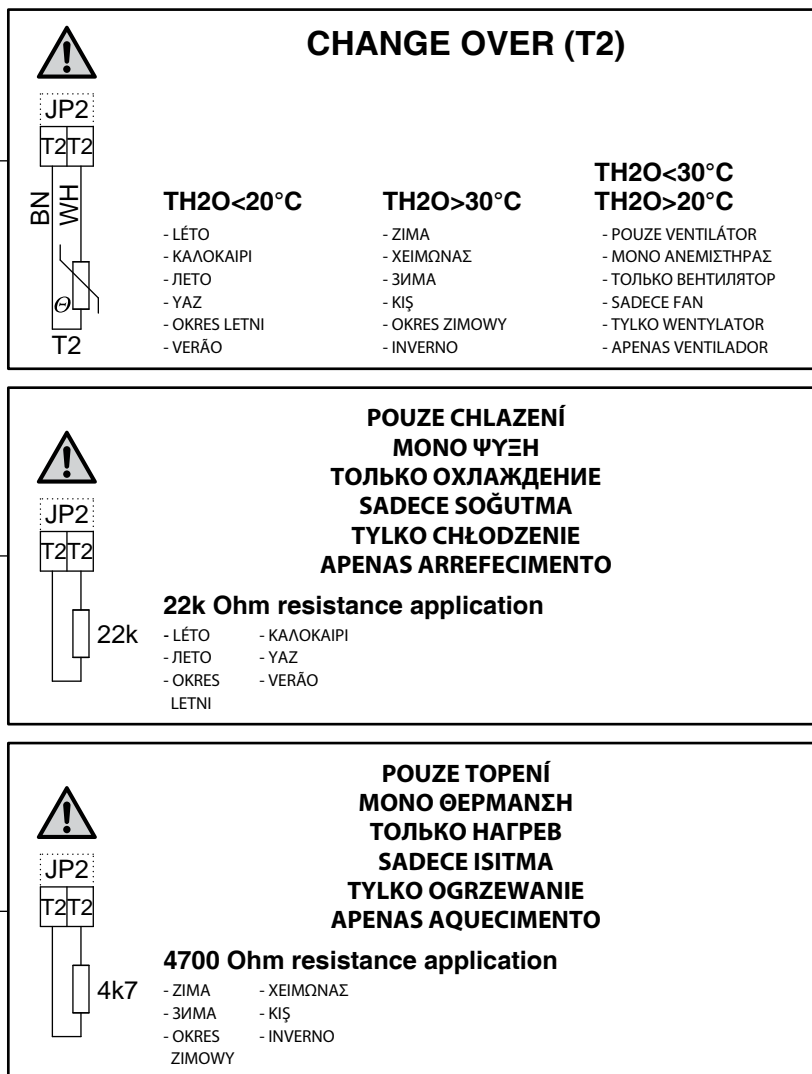 CHANGE OVER (T2)
JP2
T2 T2
BN
WH
Θ
T2
TH2O<20°C
- LÉTO
- ΚΑΛΟΚΑΙΡΙ
- ЛЕТО
- YAZ
- OKRES LETNI
- VERÃO
TH2O>30°C
- ZIMA
- ΧΕΙΜΩΝΑΣ
- ЗИМА
- KIŞ
- OKRES ZIMOWY
- INVERNO
TH2O<30°C
TH2O>20°C
- POUZE VENTILÁTOR
- ΜΟΝΟ ΑΝΕΜΙΣΤΗΡΑΣ
- ТОЛЬКО ВЕНТИЛЯТОР
- SADECE FAN
- TYLKO WENTYLATOR
- APENAS VENTILADOR
POUZE CHLAZENÍ
ΜΟΝΟ ΨΥΞΗ
ТОЛЬКО ОХЛАЖДЕНИЕ
SADECE SOĞUTMA
TYLKO CHŁODZENIE
APENAS ARREFECIMENTO
JP2
T2 T2
22k
22k Ohm resistance application
- LÉTO - ΚΑΛΟΚΑΙΡΙ
- ЛЕТО - YAZ
- OKRES - VERÃO
LETNI
POUZE TOPENÍ
ΜΟΝΟ ΘΕΡΜΑΝΣΗ
ТОЛЬКО НАГРЕВ
SADECE ISITMA
TYLKO OGRZEWANIE
APENAS AQUECIMENTO
JP2
T2 T2
4k7
4700 Ohm resistance application
- ZIMA - ΧΕΙΜΩΝΑΣ
- ЗИМА - KIŞ
- OKRES - INVERNO
ZIMOWY